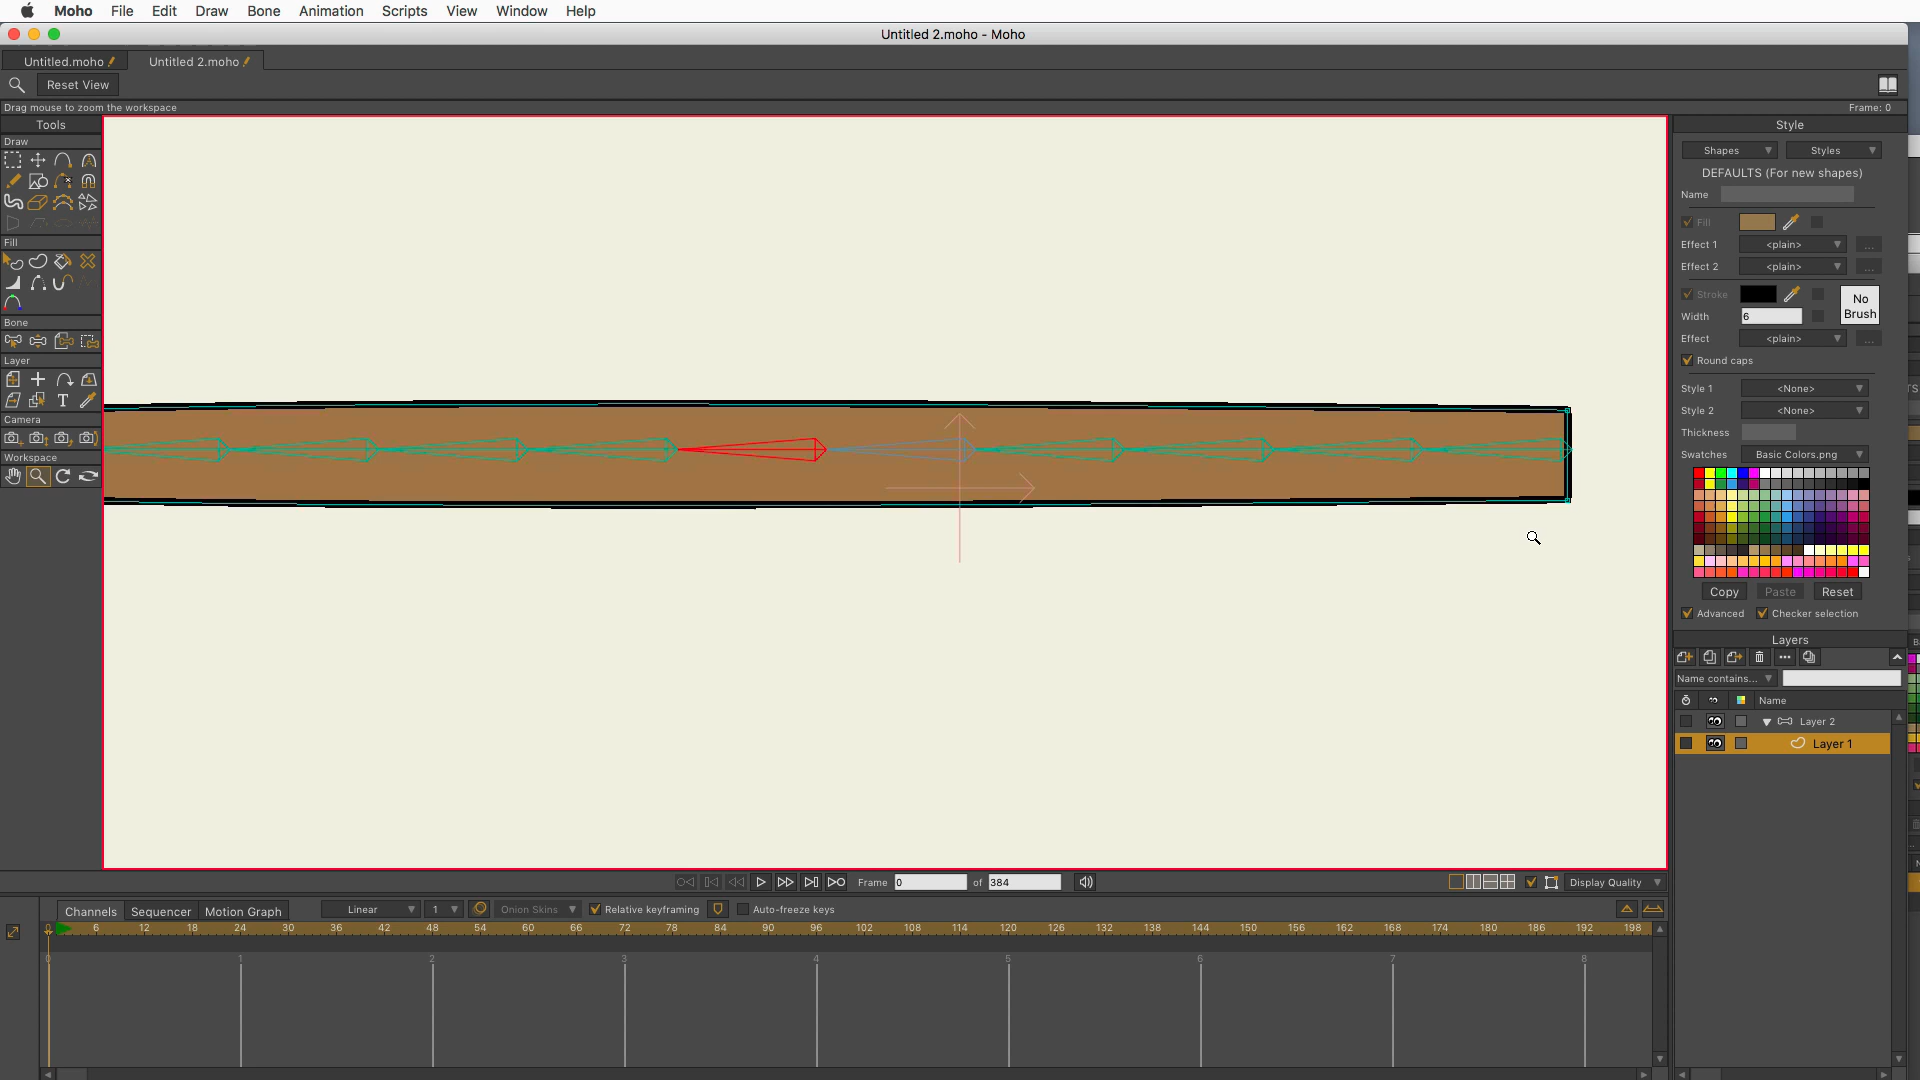 Moho File Edit Draw Bone Animation Scripts View Window Help
Untitled 2.moho - Moho
Untitled.moho Untitled 2.moho
Reset View
Drag mouse to zoom the workspace Frame: 0
Tools
Draw
Fill
Bone
Layer
Camera
Workspace
Style
Shapes Styles
DEFAULTS (For new shapes)
Name
Fill
Effect 1 <plain> ...
Effect 2 <plain> ...
Stroke
No
Brush
Width 6
Effect <plain> ...
Round caps
Style 1 <None>
Style 2 <None>
Thickness
Swatches Basic Colors.png
Copy Paste Reset
Advanced Checker selection
Layers
Name contains...
Name
Layer 2
Layer 1
Frame 0 of 384 Display Quality
Channels Sequencer Motion Graph Linear 1 Onion Skins Relative keyframing Auto-freeze keys
0 6 12 18 24 30 36 42 48 54 60 66 72 78 84 90 96 102 108 114 120 126 132 138 144 150 156 162 168 174 180 186 192 198
0 1 2 3 4 5 6 7 8